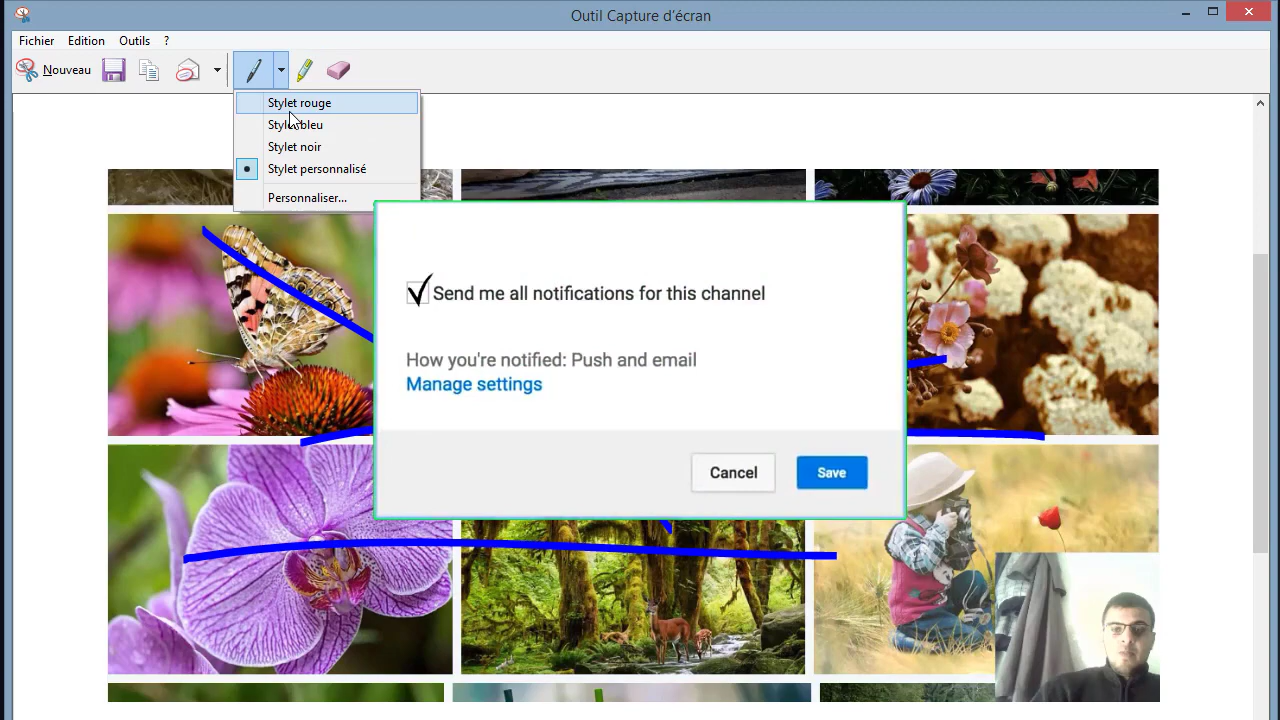 Outil Capture d'écran
Fichier Edition Outils ?
Nouveau
Stylet rouge
Stylet bleu
Stylet noir
Stylet personnalisé
Personnaliser...
Send me all notifications for this channel
How you're notified: Push and email
Manage settings
Cancel Save